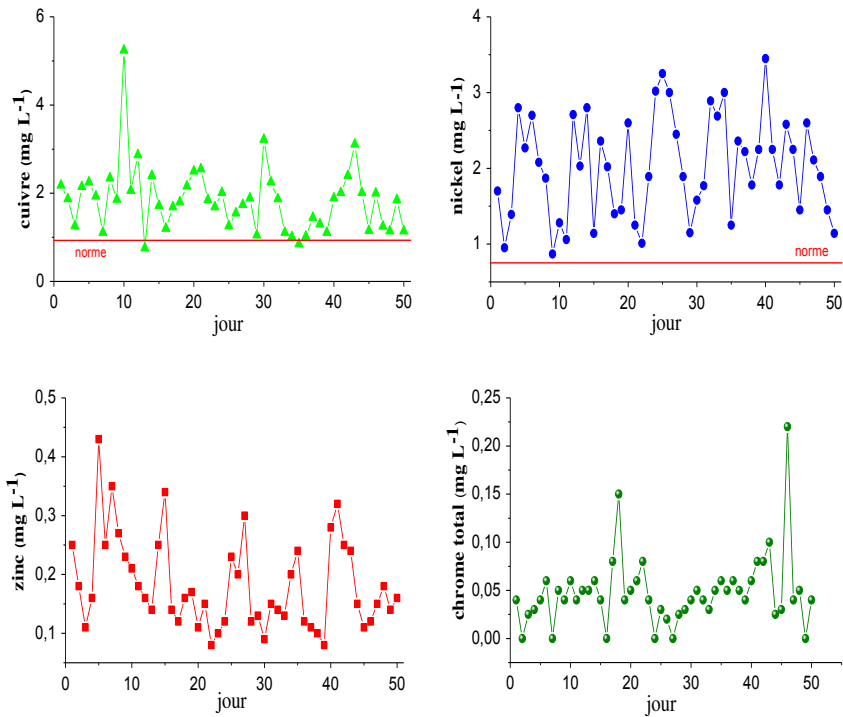 cuivre (mg L-1)
6
4
2
0
norme
0 10 20 30 40 50
jour
nickel (mg L-1)
4
3
2
1
norme
0 10 20 30 40 50
jour
zinc (mg L-1)
0,5
0,4
0,3
0,2
0,1
0 10 20 30 40 50
jour
chrome total (mg L-1)
0,25
0,20
0,15
0,10
0,05
0,00
0 10 20 30 40 50
jour